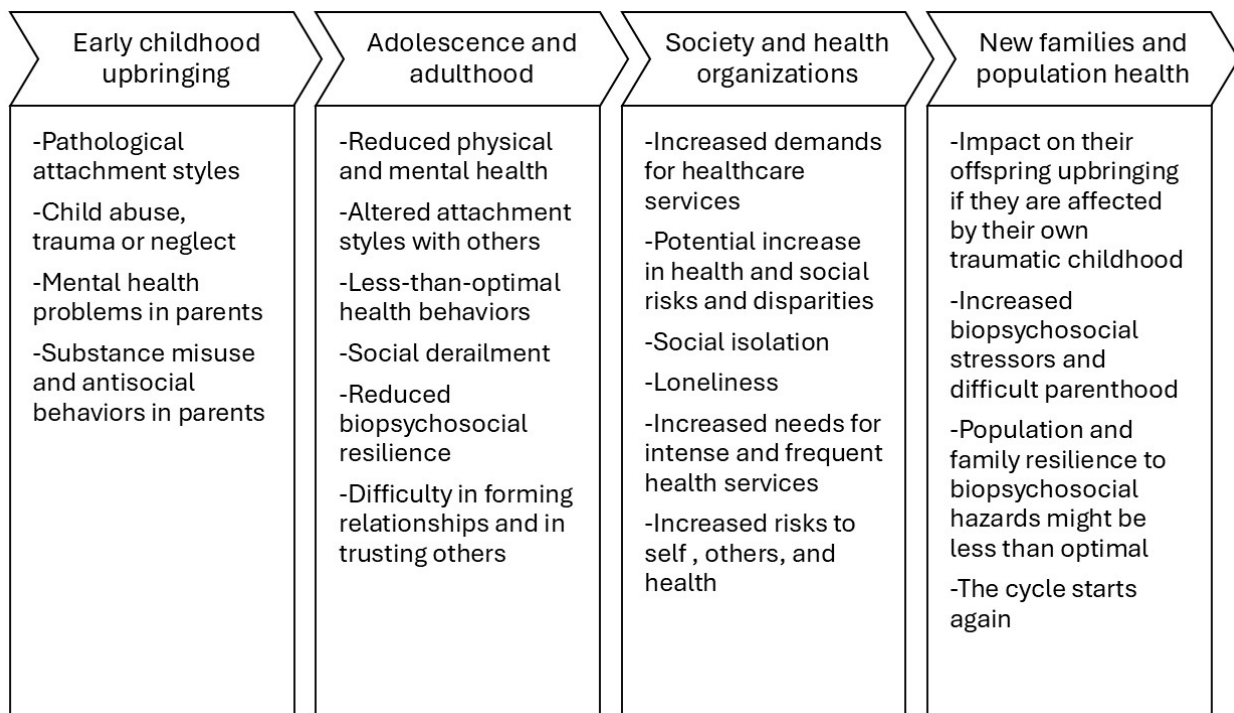 Early childhood
upbringing
-Pathological
attachment styles
-Child abuse,
trauma or neglect
-Mental health
problems in parents
-Substance misuse
and antisocial
behaviors in parents
Adolescence and
adulthood
-Reduced physical
and mental health
-Altered attachment
styles with others
-Less-than-optimal
health behaviors
-Social derailment
-Reduced
biopsychosocial
resilience
-Difficulty in forming
relationships and in
trusting others
Society and health
organizations
-Increased demands
for healthcare
services
-Potential increase
in health and social
risks and disparities
-Social isolation
-Loneliness
-Increased needs for
intense and frequent
health services
-Increased risks to
self , others, and
health
New families and
population health
-Impact on their
offspring upbringing
if they are affected
by their own
traumatic childhood
-Increased
biopsychosocial
stressors and
difficult parenthood
-Population and
family resilience to
biopsychosocial
hazards might be
less than optimal
-The cycle starts
again